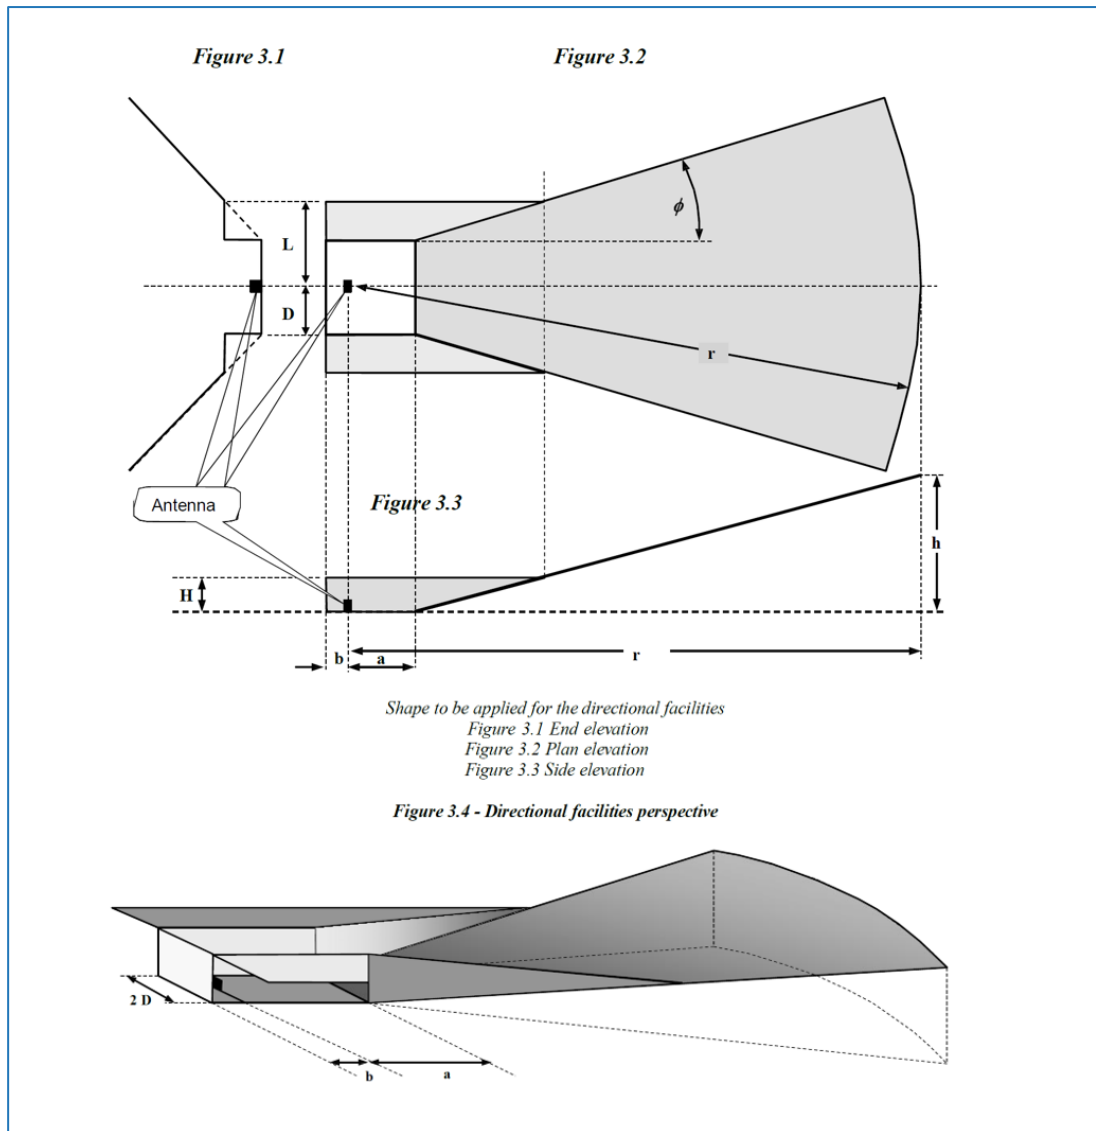 Figure 3.1
Figure 3.2
ϕ
L
D
r
Antenna
Figure 3.3
h
H
b
a
r
Shape to be applied for the directional facilities
Figure 3.1 End elevation
Figure 3.2 Plan elevation
Figure 3.3 Side elevation
Figure 3.4 - Directional facilities perspective
2 D
b
a